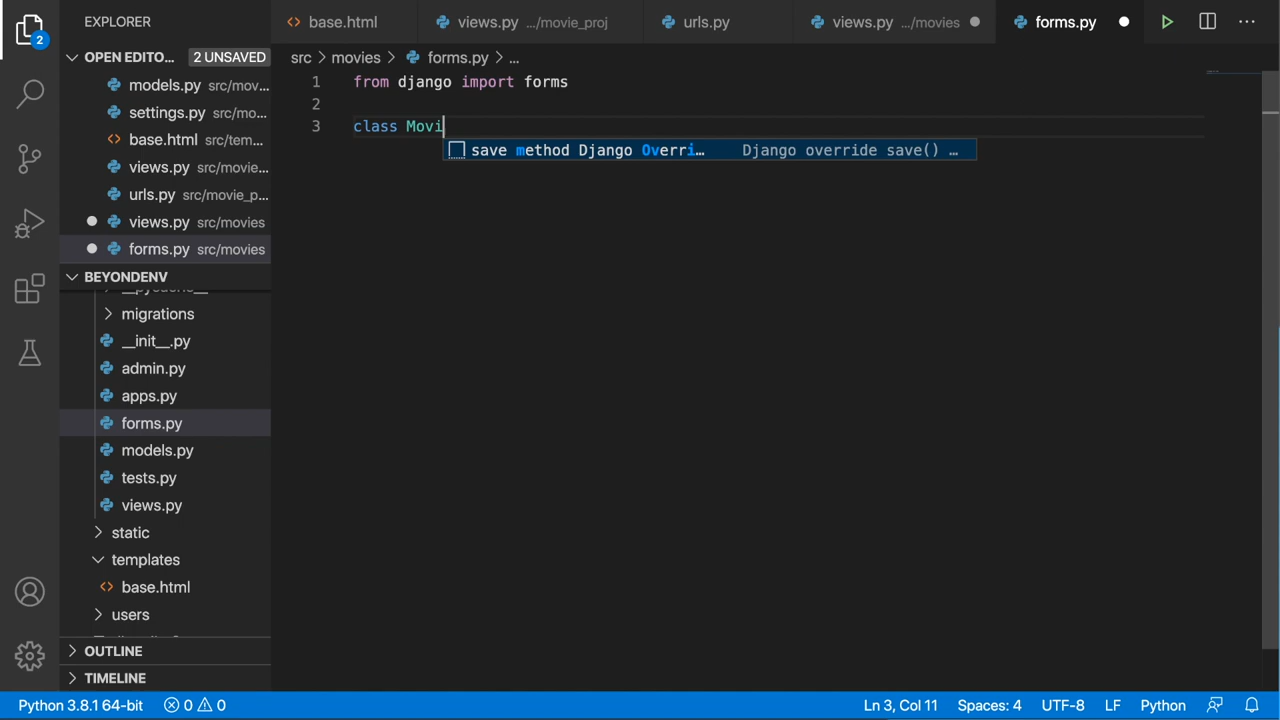 EXPLORER
base.html
views.py .../movie_proj
urls.py
views.py .../movies
forms.py
2
OPEN EDITO... 2 UNSAVED
models.py src/mov...
settings.py src/mo...
base.html src/tem...
views.py src/movie...
urls.py src/movie_p...
views.py src/movies
forms.py src/movies
BEYONDENV
__pycache__
migrations
__init__.py
admin.py
apps.py
forms.py
models.py
tests.py
views.py
static
templates
base.html
users
OUTLINE
TIMELINE
src > movies > forms.py > ...
1 from django import forms
2
3 class Movi
save method Django Overri... Django override save() ...
Python 3.8.1 64-bit 0 0 Ln 3, Col 11 Spaces: 4 UTF-8 LF Python